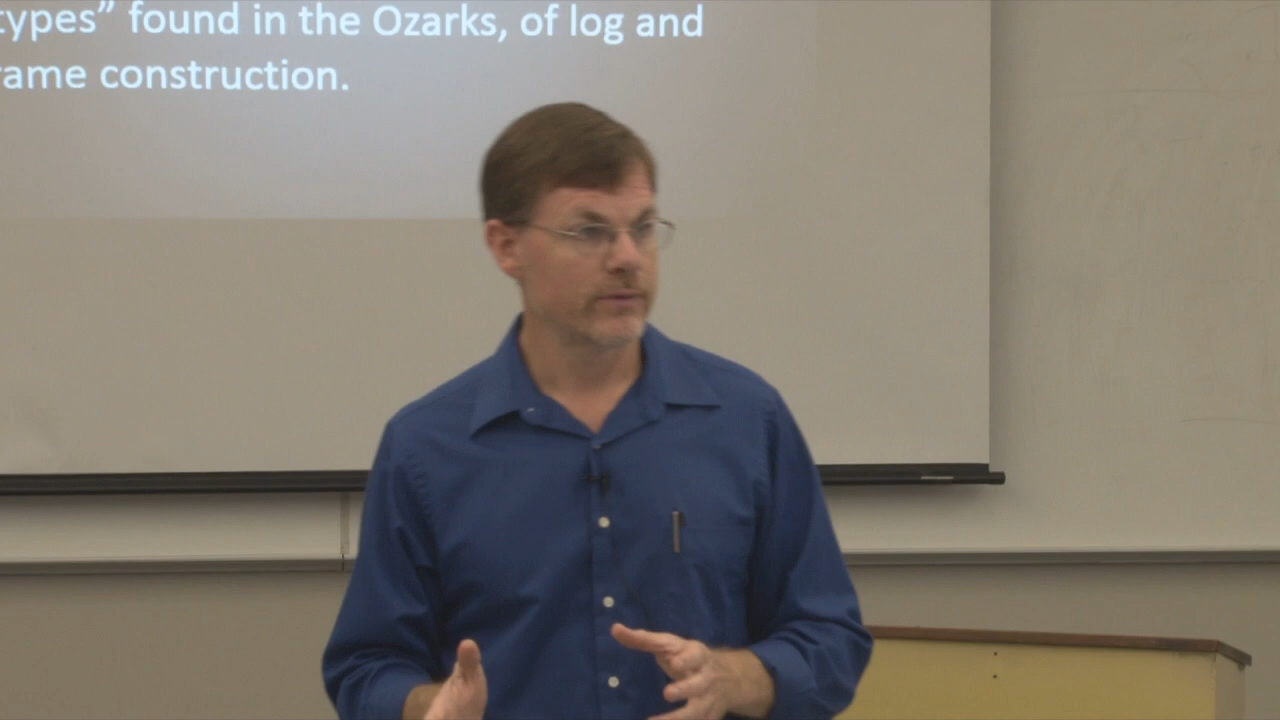 types” found in the Ozarks, of log and
rame construction.